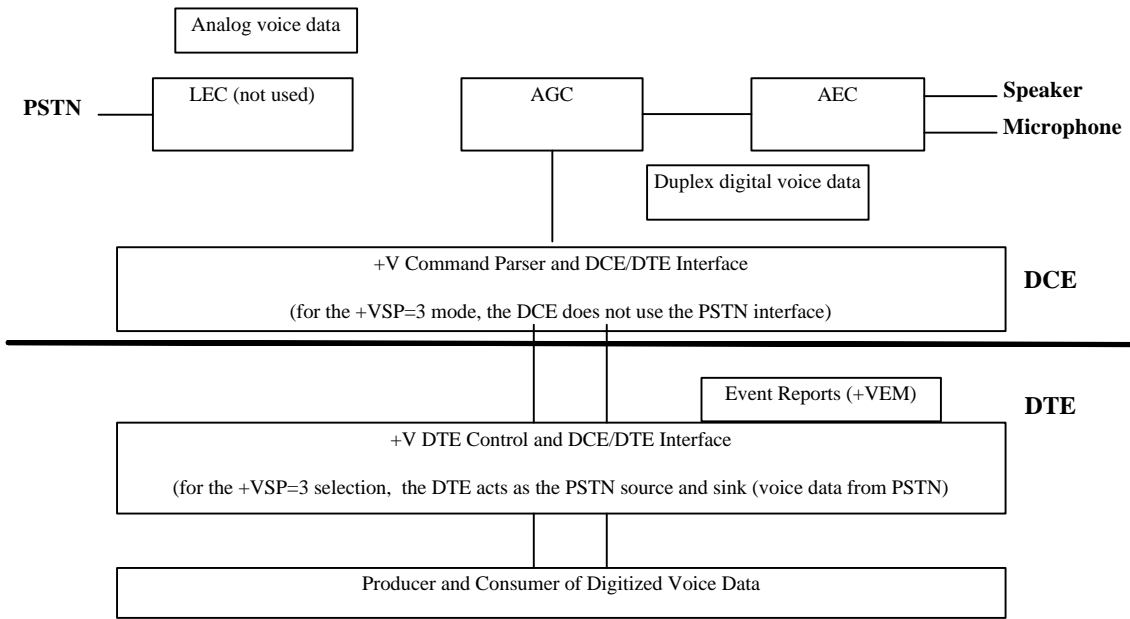 Analog voice data
PSTN
LEC (not used)
AGC
AEC
Speaker
Microphone
Duplex digital voice data
+V Command Parser and DCE/DTE Interface
(for the +VSP=3 mode, the DCE does not use the PSTN interface)
DCE
Event Reports (+VEM)
DTE
+V DTE Control and DCE/DTE Interface
(for the +VSP=3 selection,  the DTE acts as the PSTN source and sink (voice data from PSTN)
Producer and Consumer of Digitized Voice Data